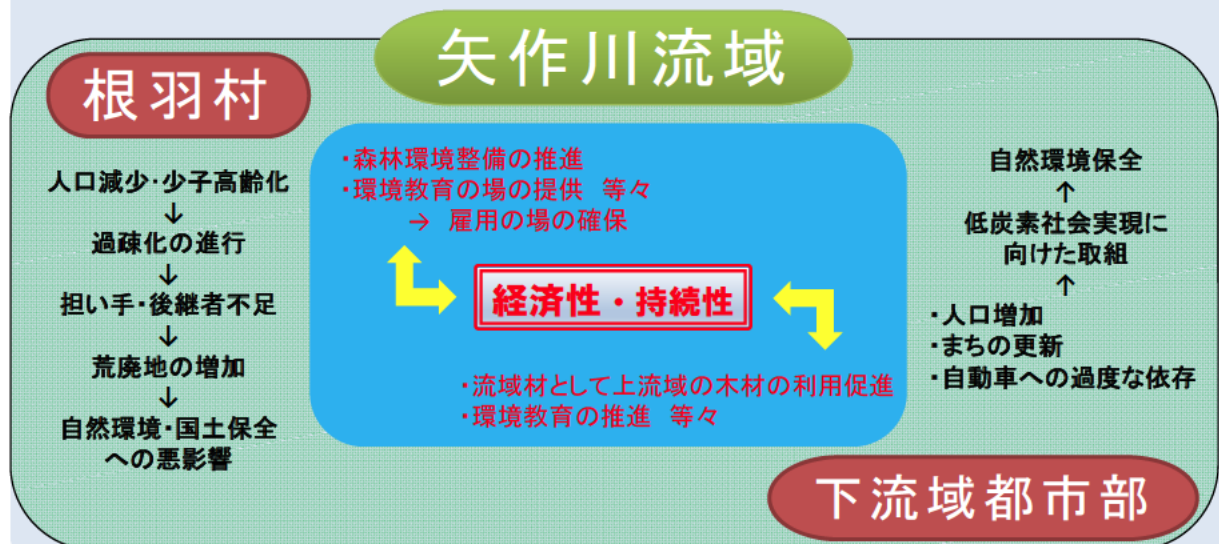 矢作川流域
根羽村
人口減少・少子高齢化
↓
過疎化の進行
↓
担い手・後継者不足
↓
荒廃地の増加
↓
自然環境・国土保全
への悪影響
・森林環境整備の推進
・環境教育の場の提供 等々
→ 雇用の場の確保
経済性・持続性
・流域材として上流域の木材の利用促進
・環境教育の推進 等々
自然環境保全
↑
低炭素社会実現に
向けた取組
↑
・人口増加
・まちの更新
・自動車への過度な依存
下流域都市部